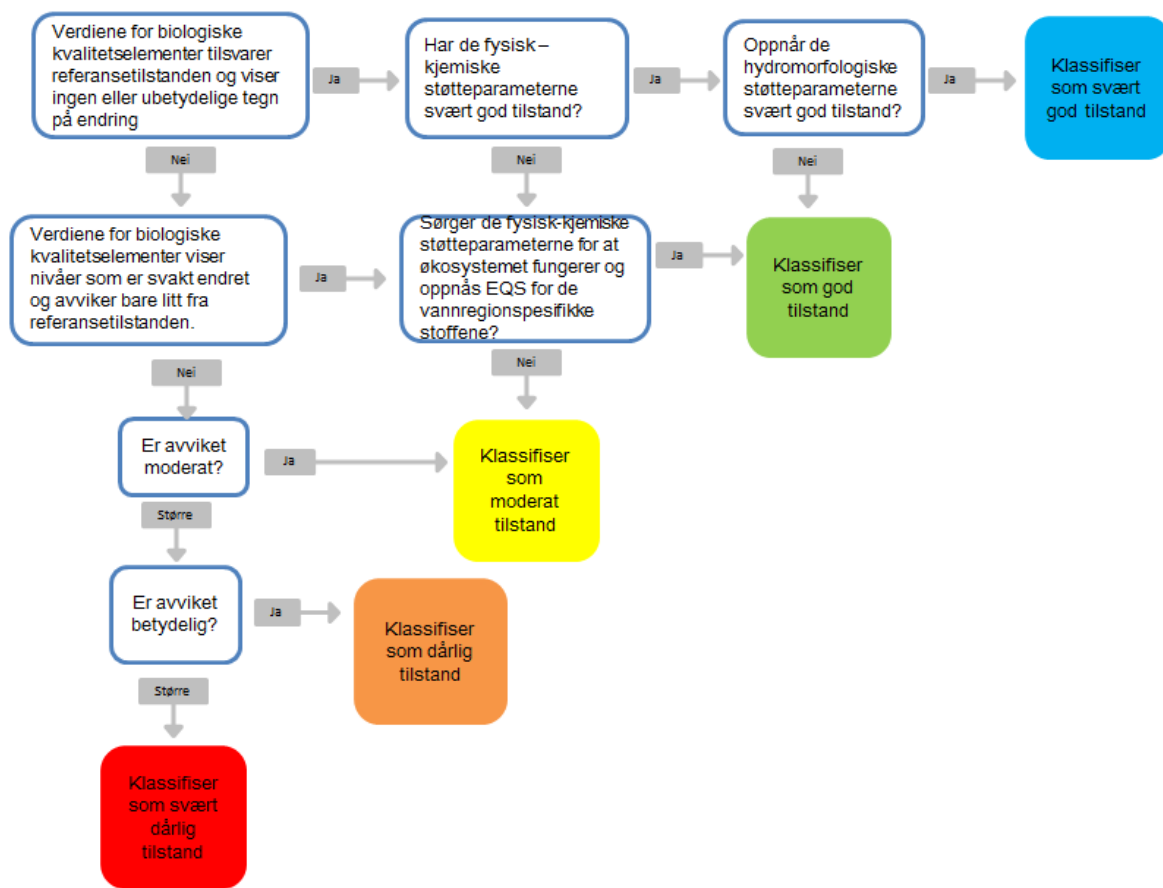 Verdiene for biologiske
kvalitetselementer tilsvarer
referansetilstanden og viser
ingen eller ubetydelige tegn
på endring
Ja
Har de fysisk –
kjemiske
støtteparameterne
svært god tilstand?
Ja
Oppnår de
hydromorfologiske
støtteparameterne
svært god tilstand?
Ja
Klassifiser
som svært
god tilstand
Nei
Nei
Nei
Verdiene for biologiske
kvalitetselementer viser
nivåer som er svakt endret
og avviker bare litt fra
referansetilstanden.
Ja
Sørger de fysisk-kjemiske
støtteparameterne for at
økosystemet fungerer og
oppnås EQS for de
vannregionspesifikke
stoffene?
Ja
Klassifiser
som god
tilstand
Nei
Nei
Er avviket
moderat?
Ja
Klassifiser
som
moderat
tilstand
Større
Er avviket
betydelig?
Ja
Klassifiser
som dårlig
tilstand
Større
Klassifiser
som svært
dårlig
tilstand